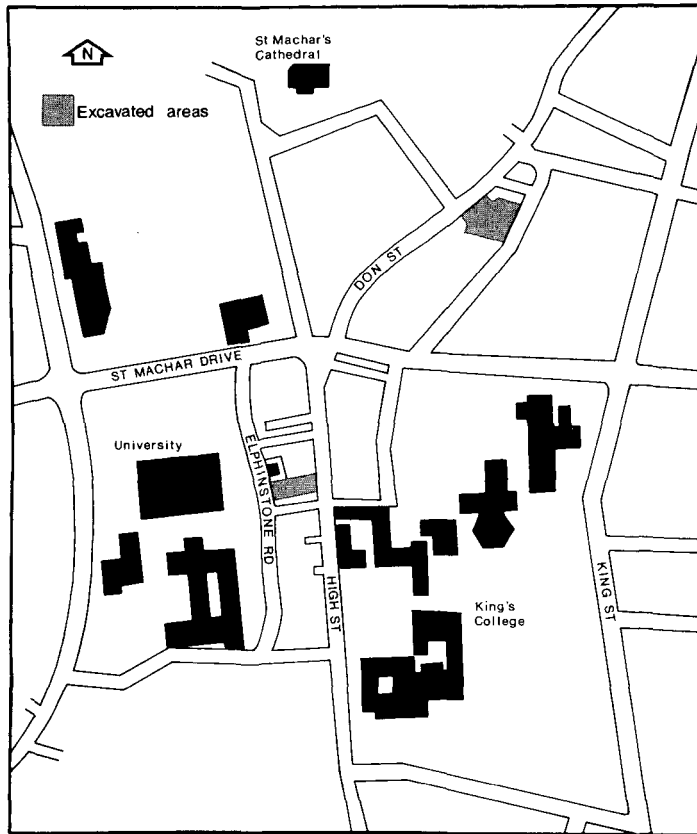 St Machar's
Cathedral
N
Excavated areas
DON ST
ST MACHAR DRIVE
University
ELPHINSTONE RD
HIGH ST
KING ST
King's
College